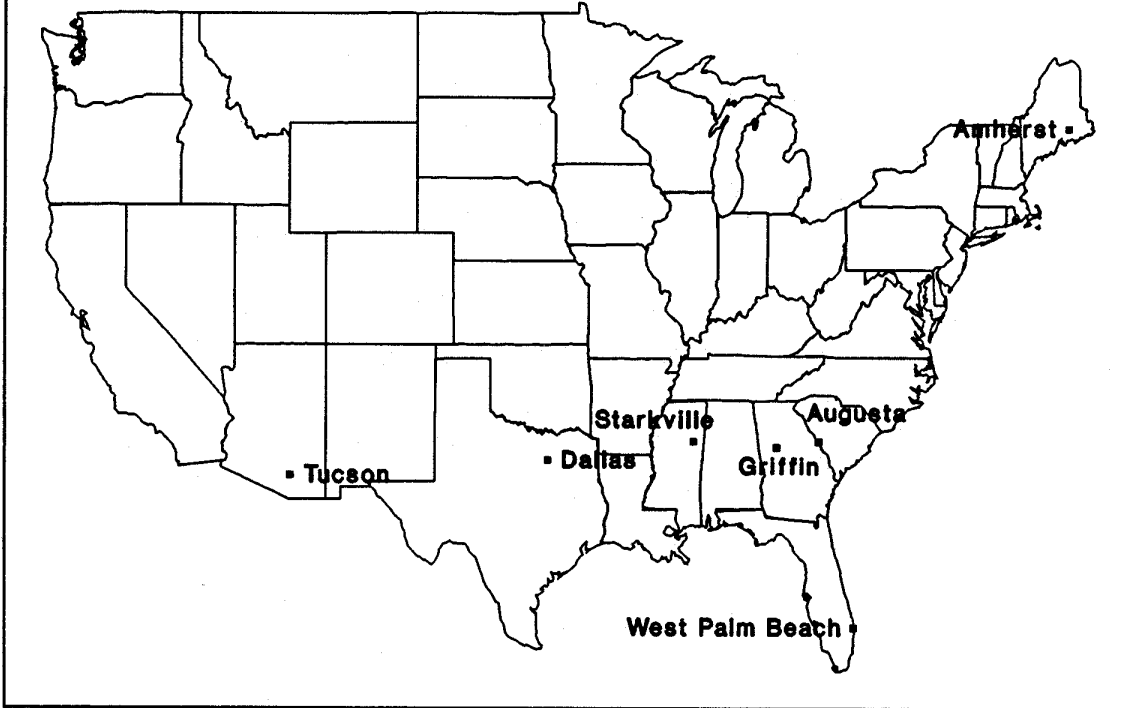 Amherst
Starkville
Augusta
Dallas
Griffin
Tucson
West Palm Beach